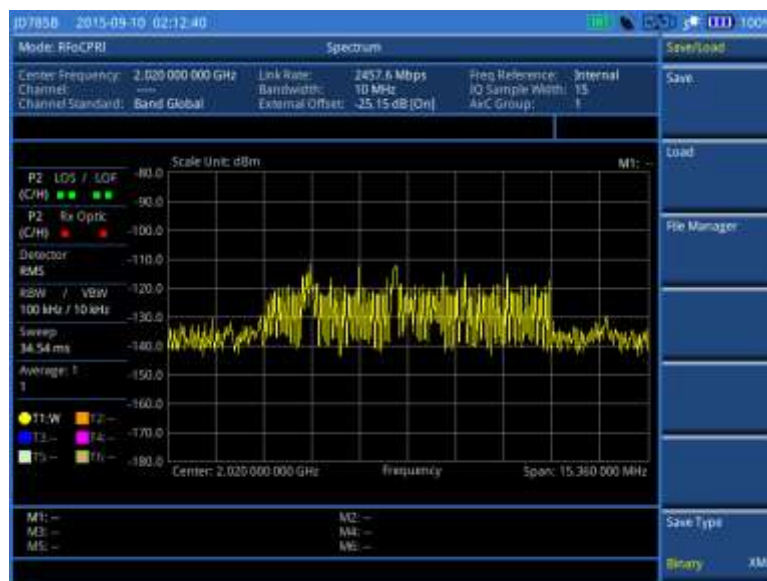 JD785B 2015-09-10 02:12:40 100%
Mode: RFoCPRI Spectrum Save/Load
Center Frequency: 2.020 000 000 GHz Link Rate: 2457.6 Mbps Freq Reference: Internal
Channel: ---- Bandwidth: 10 MHz IQ Sample Width: 15
Channel Standard: Band Global External Offset: -25.15 dB [On] AxC Group: 1
Save
Load
File Manager
Save Type
Binary XM
Scale Unit: dBm M1: --
P2 LOS / LOF
(C/H)
P2 Rx Optic
(C/H)
Detector
RMS
RBW / VBW
100 kHz / 10 kHz
Sweep
34.54 ms
Average: 1
1
T1:W T2:--
T3:-- T4:--
T5:-- T6:--
-80.0
-90.0
-100.0
-110.0
-120.0
-130.0
-140.0
-150.0
-160.0
-170.0
-180.0
Center: 2.020 000 000 GHz Frequency Span: 15.360 000 MHz
M1: -- M2: --
M3: -- M4: --
M5: -- M6: --